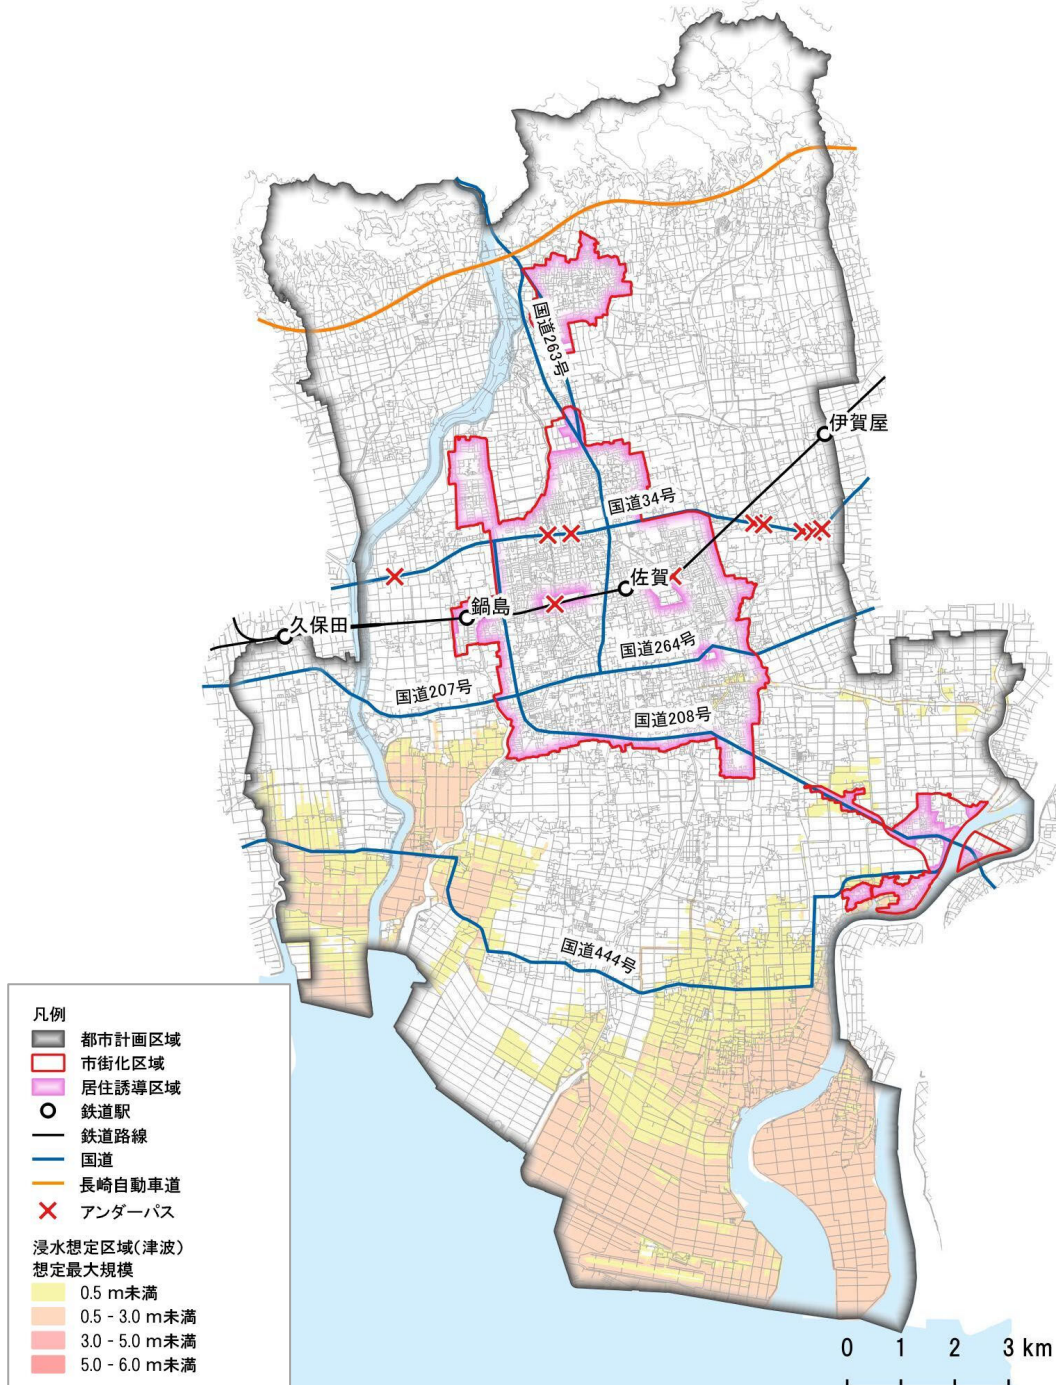 国道263号
伊賀屋
国道34号
佐賀
鍋島
久保田
国道264号
国道207号
国道208号
国道444号
凡例
都市計画区域
市街化区域
居住誘導区域
鉄道駅
鉄道路線
国道
長崎自動車道
アンダーパス
浸水想定区域(津波)
想定最大規模
0.5 m未満
0.5 - 3.0 m未満
3.0 - 5.0 m未満
5.0 - 6.0 m未満
0 1 2 3 km